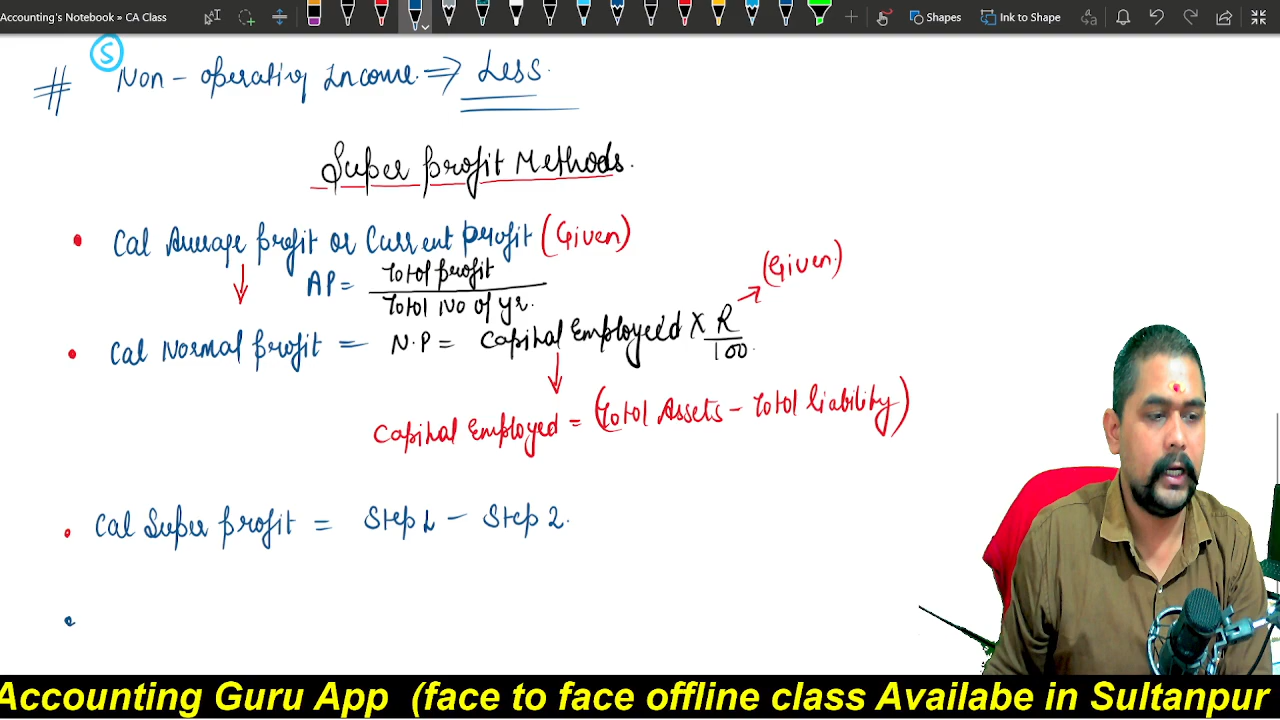 Accounting's Notebook » CA Class
Shapes
Ink to Shape
5
# Non-operating Income ⇒ Less.
Super profit Methods.
• Cal Average profit or Current profit (Given)
AP = Total profit / Total No of yr.
(Given)
• Cal Normal profit = N.P = Capital Employed × R/100.
Capital Employed = (Total Assets - Total liability)
• Cal Super profit = Step 1 - Step 2.
Accounting Guru App (face to face offline class Availabe in Sultanpur